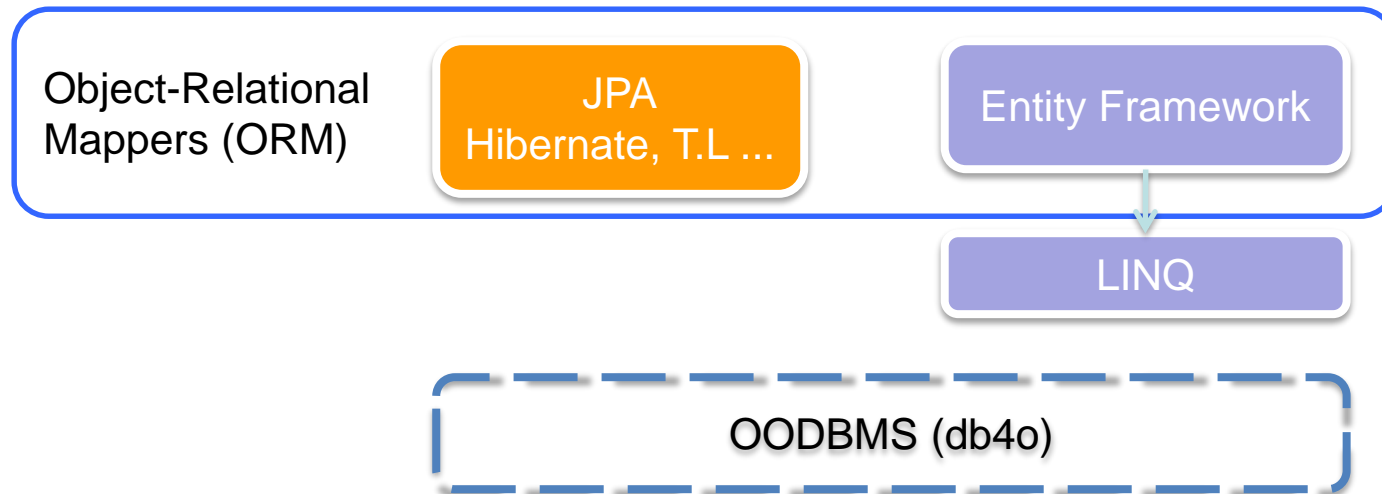 Object-Relational
Mappers (ORM)
JPA
Hibernate, T.L ...
Entity Framework
LINQ
OODBMS (db4o)